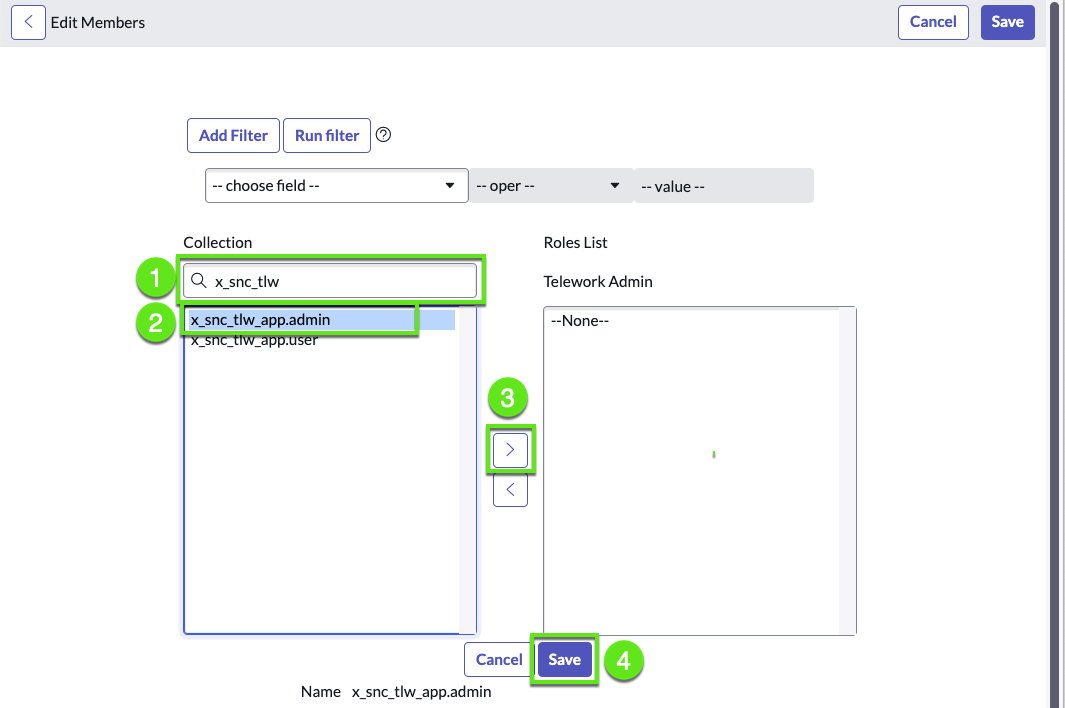 Edit Members
Cancel
Save
Add Filter
Run filter
?
-- choose field --
-- oper --
-- value --
Collection
Roles List
1
x_snc_tlw
Telework Admin
2
x_snc_tlw_app.admin
--None--
x_snc_tlw_app.user
3
>
<
Cancel
Save
4
Name x_snc_tlw_app.admin